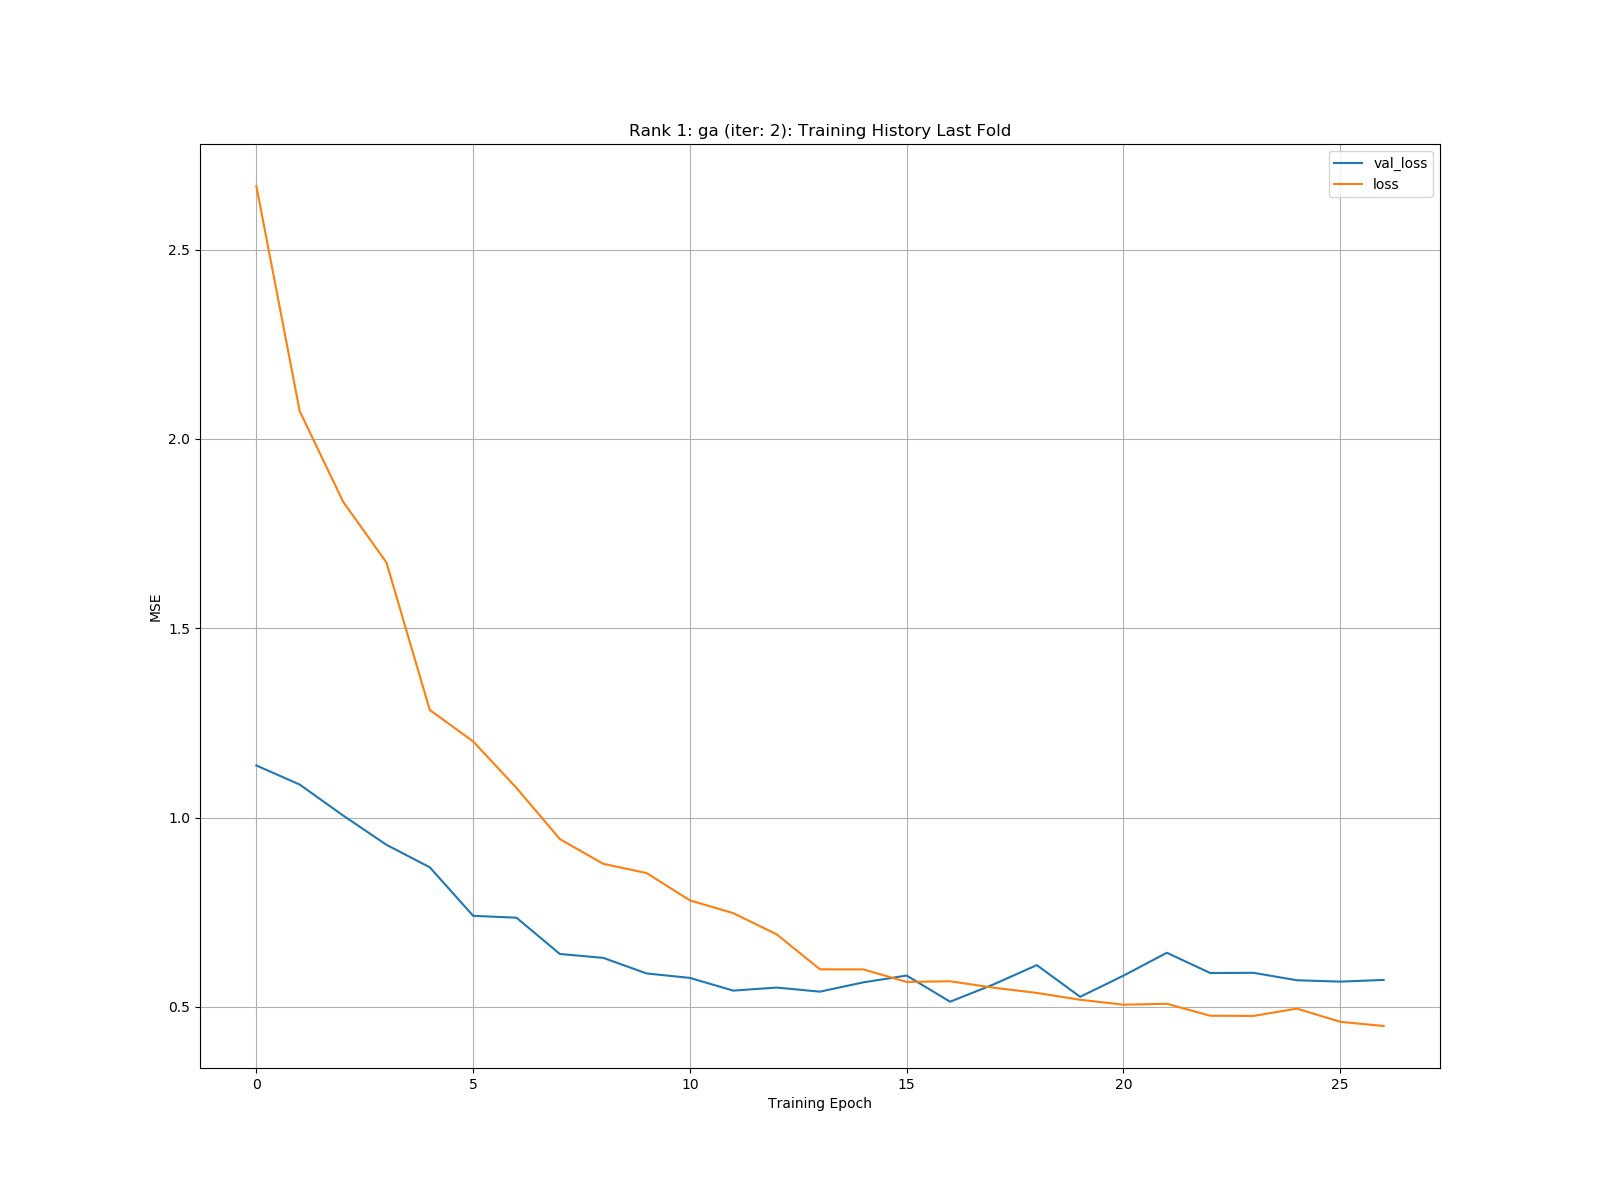 Rank 1: ga (iter: 2): Training History Last Fold
val_loss
loss
2.5
2.0
1.5
1.0
0.5
MSE
0 5 10 15 20 25
Training Epoch